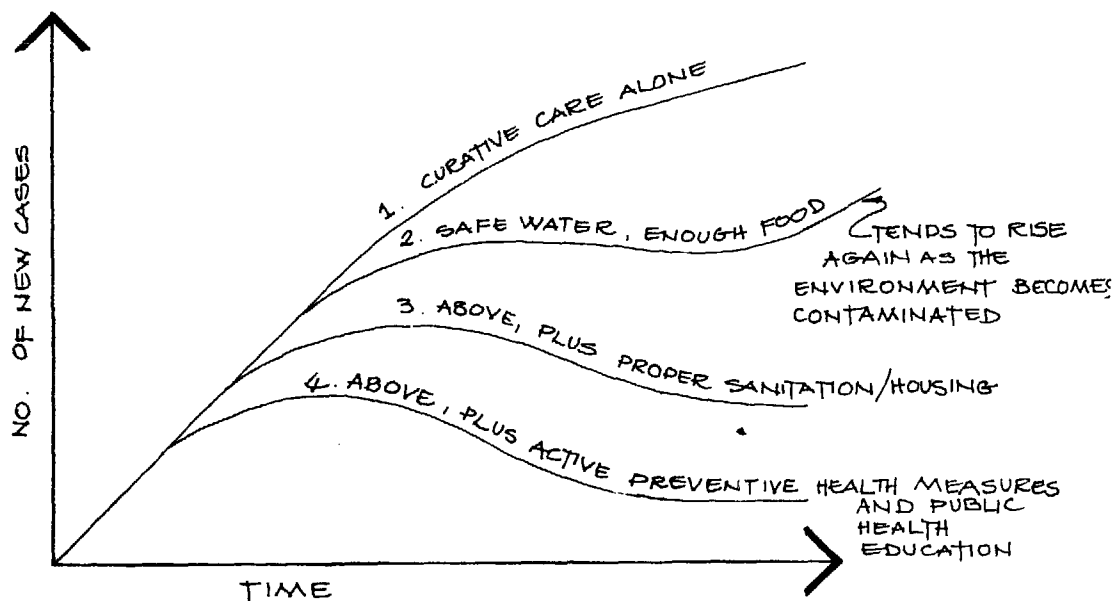 NO. OF NEW CASES
1. CURATIVE CARE ALONE
2. SAFE WATER, ENOUGH FOOD
TENDS TO RISE
AGAIN AS THE
ENVIRONMENT BECOMES
CONTAMINATED
3. ABOVE, PLUS PROPER SANITATION/HOUSING
4. ABOVE, PLUS ACTIVE PREVENTIVE HEALTH MEASURES
AND PUBLIC
HEALTH
EDUCATION
TIME